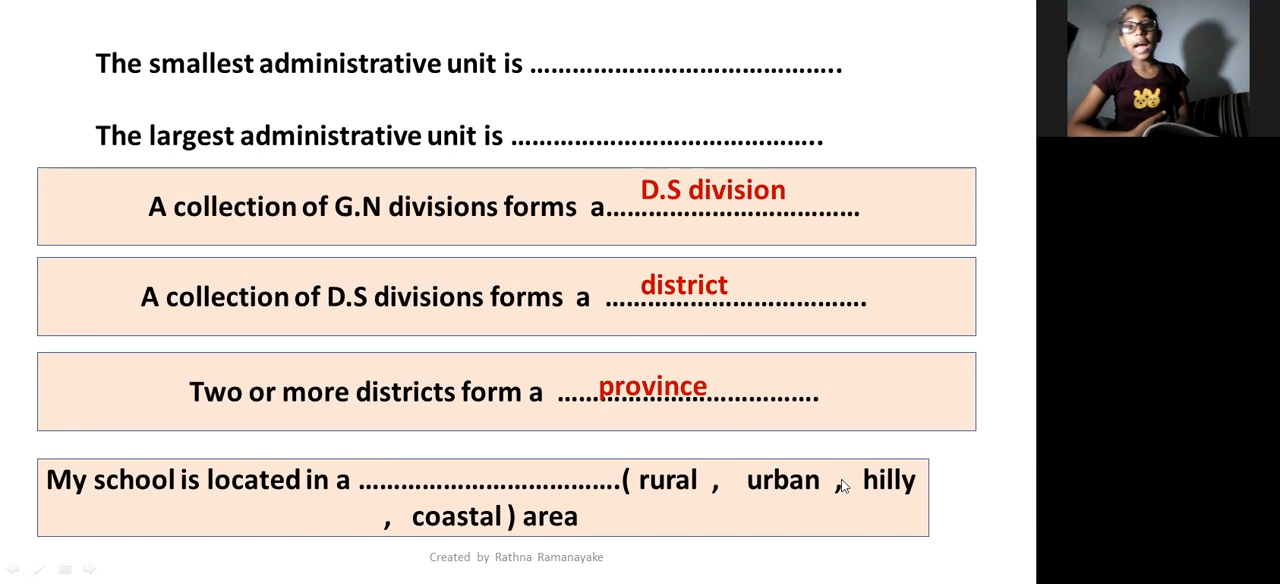 The smallest administrative unit is ……………………………………..
The largest administrative unit is ……………………………………..
D.S division
A collection of G.N divisions forms a………………………………
district
A collection of D.S divisions forms a ……………………………….
province
Two or more districts form a ……………………………….
My school is located in a ……………………………….( rural , urban , hilly
, coastal ) area
Created by Rathna Ramanayake